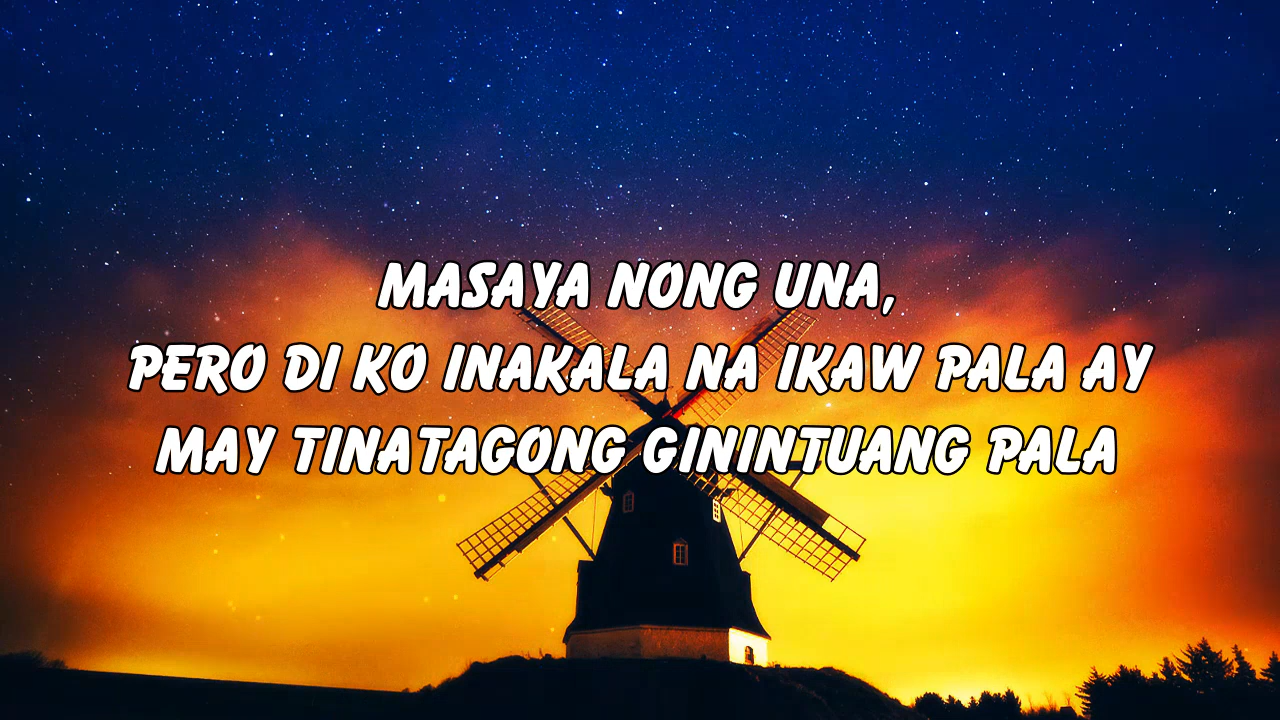 MASAYA NONG UNA,
PERO DI KO INAKALA NA IKAW PALA AY
MAY TINATAGONG GININTUANG PALA